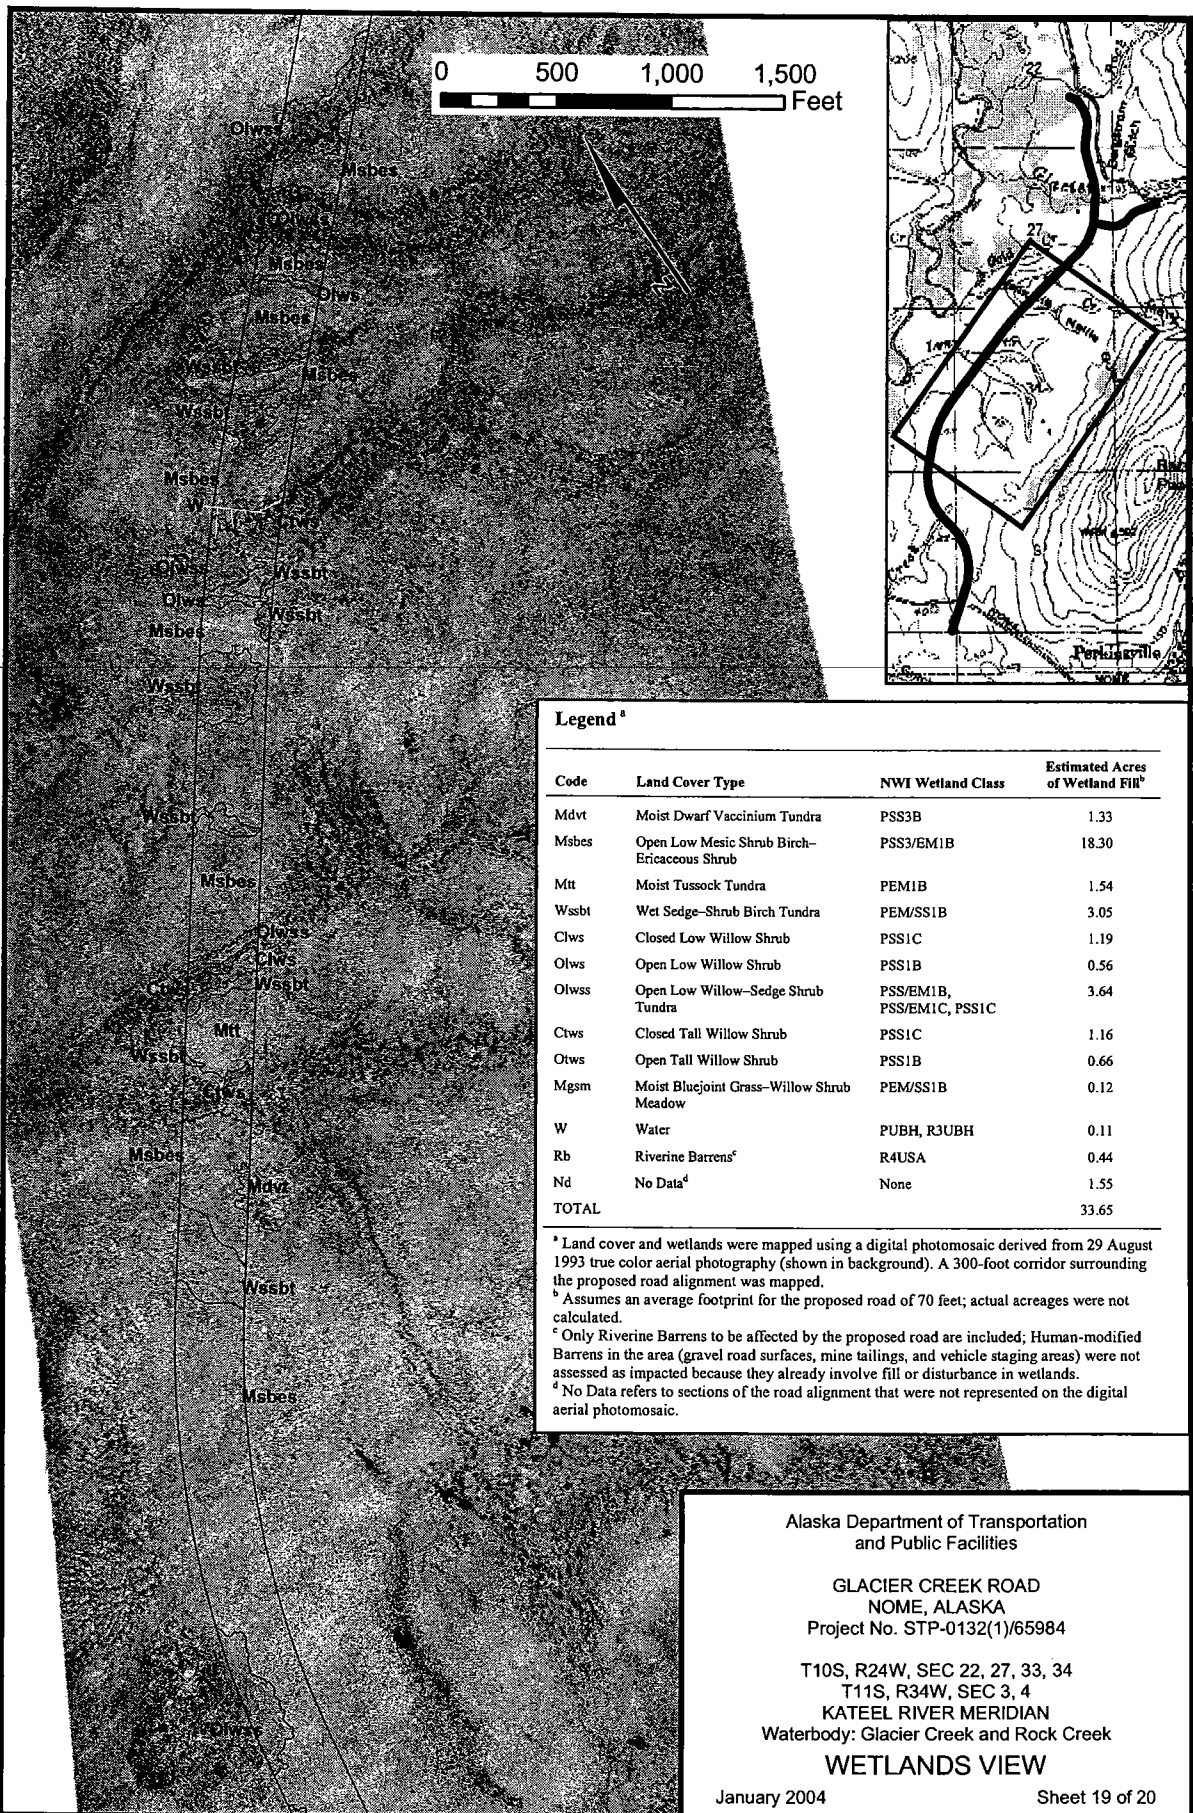 0 500 1,000 1,500
Feet
N
Olwss
Msbes
Olwss
Msbes
Olws
Msbes
Wssbt
Msbes
Wssbt
Msbes
W
Ctws
Olwss
Wssbt
Olws
Wssbt
Msbes
Wssbt
Wssbt
Msbes
Olwss
Clws
Wssbt
Mtt
Wssbt
Ctws
Msbes
Mdvt
Wssbt
Msbes
Olwss
22
27
Cr
Perkinsville
Legend a
Code Land Cover Type NWI Wetland Class Estimated Acres
of Wetland Fill b
Mdvt Moist Dwarf Vaccinium Tundra PSS3B 1.33
Msbes Open Low Mesic Shrub Birch– PSS3/EM1B 18.30
Ericaceous Shrub
Mtt Moist Tussock Tundra PEM1B 1.54
Wssbt Wet Sedge–Shrub Birch Tundra PEM/SS1B 3.05
Clws Closed Low Willow Shrub PSS1C 1.19
Olws Open Low Willow Shrub PSS1B 0.56
Olwss Open Low Willow–Sedge Shrub PSS/EM1B, 3.64
Tundra PSS/EM1C, PSS1C
Ctws Closed Tall Willow Shrub PSS1C 1.16
Otws Open Tall Willow Shrub PSS1B 0.66
Mgsm Moist Bluejoint Grass–Willow Shrub PEM/SS1B 0.12
Meadow
W Water PUBH, R3UBH 0.11
Rb Riverine Barrens c R4USA 0.44
Nd No Data d None 1.55
TOTAL 33.65
a Land cover and wetlands were mapped using a digital photomosaic derived from 29 August
1993 true color aerial photography (shown in background). A 300-foot corridor surrounding
the proposed road alignment was mapped.
b Assumes an average footprint for the proposed road of 70 feet; actual acreages were not
calculated.
c Only Riverine Barrens to be affected by the proposed road are included; Human-modified
Barrens in the area (gravel road surfaces, mine tailings, and vehicle staging areas) were not
assessed as impacted because they already involve fill or disturbance in wetlands.
d No Data refers to sections of the road alignment that were not represented on the digital
aerial photomosaic.
Alaska Department of Transportation
and Public Facilities
GLACIER CREEK ROAD
NOME, ALASKA
Project No. STP-0132(1)/65984
T10S, R24W, SEC 22, 27, 33, 34
T11S, R34W, SEC 3, 4
KATEEL RIVER MERIDIAN
Waterbody: Glacier Creek and Rock Creek
WETLANDS VIEW
January 2004 Sheet 19 of 20